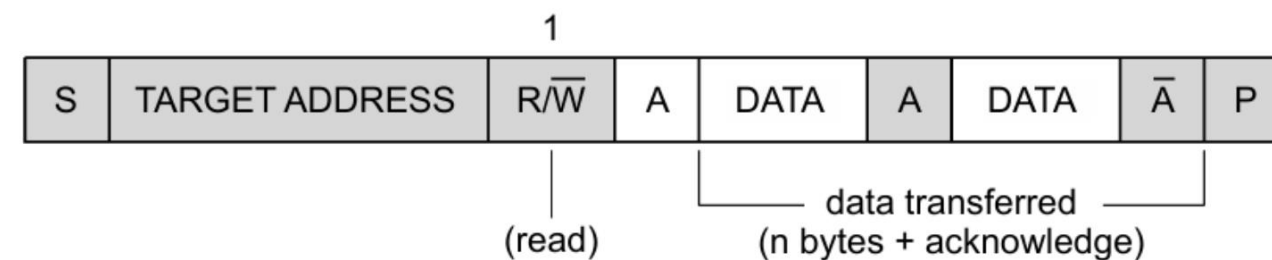 1
S TARGET ADDRESS R/W̅ A DATA A DATA A̅ P
data transferred
(read) (n bytes + acknowledge)